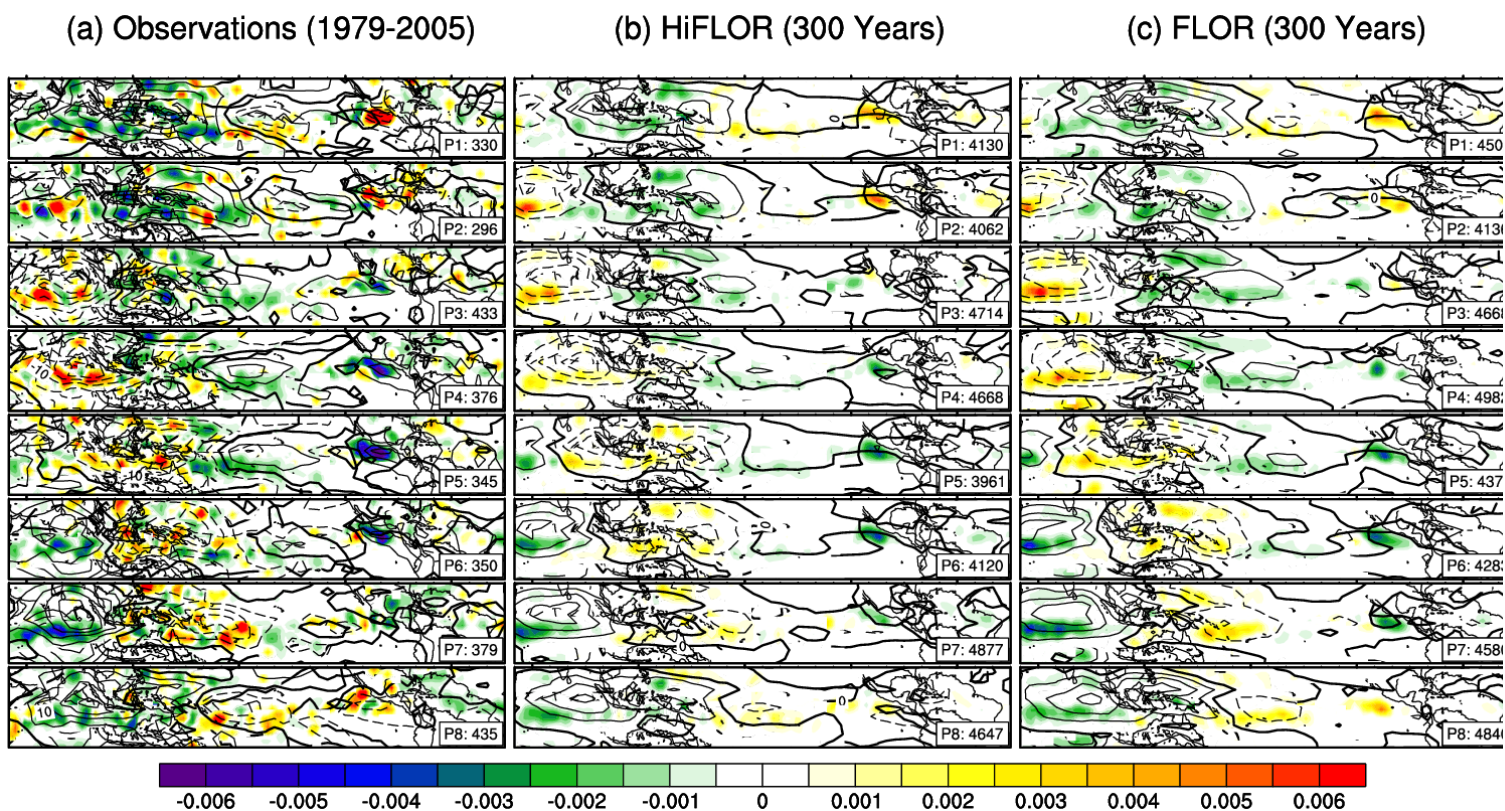 (a) Observations (1979-2005) (b) HiFLOR (300 Years) (c) FLOR (300 Years)
P1: 330 P1: 4130 P1: 450
P2: 296 P2: 4062 0 P2:
P3: 433 P3: 4714 P3:
P4: 376 P4: 4668 P4: 4982
-10 P5: 345 P5: 3961 P5: 437
P6: 350 0 P6: 4120 P6: 4283
P7: 379 0 P7: 4877 P7:
10 P8: 435 0 P8: 4647 P8:
-0.006 -0.005 -0.004 -0.003 -0.002 -0.001 0 0.001 0.002 0.003 0.004 0.005 0.006